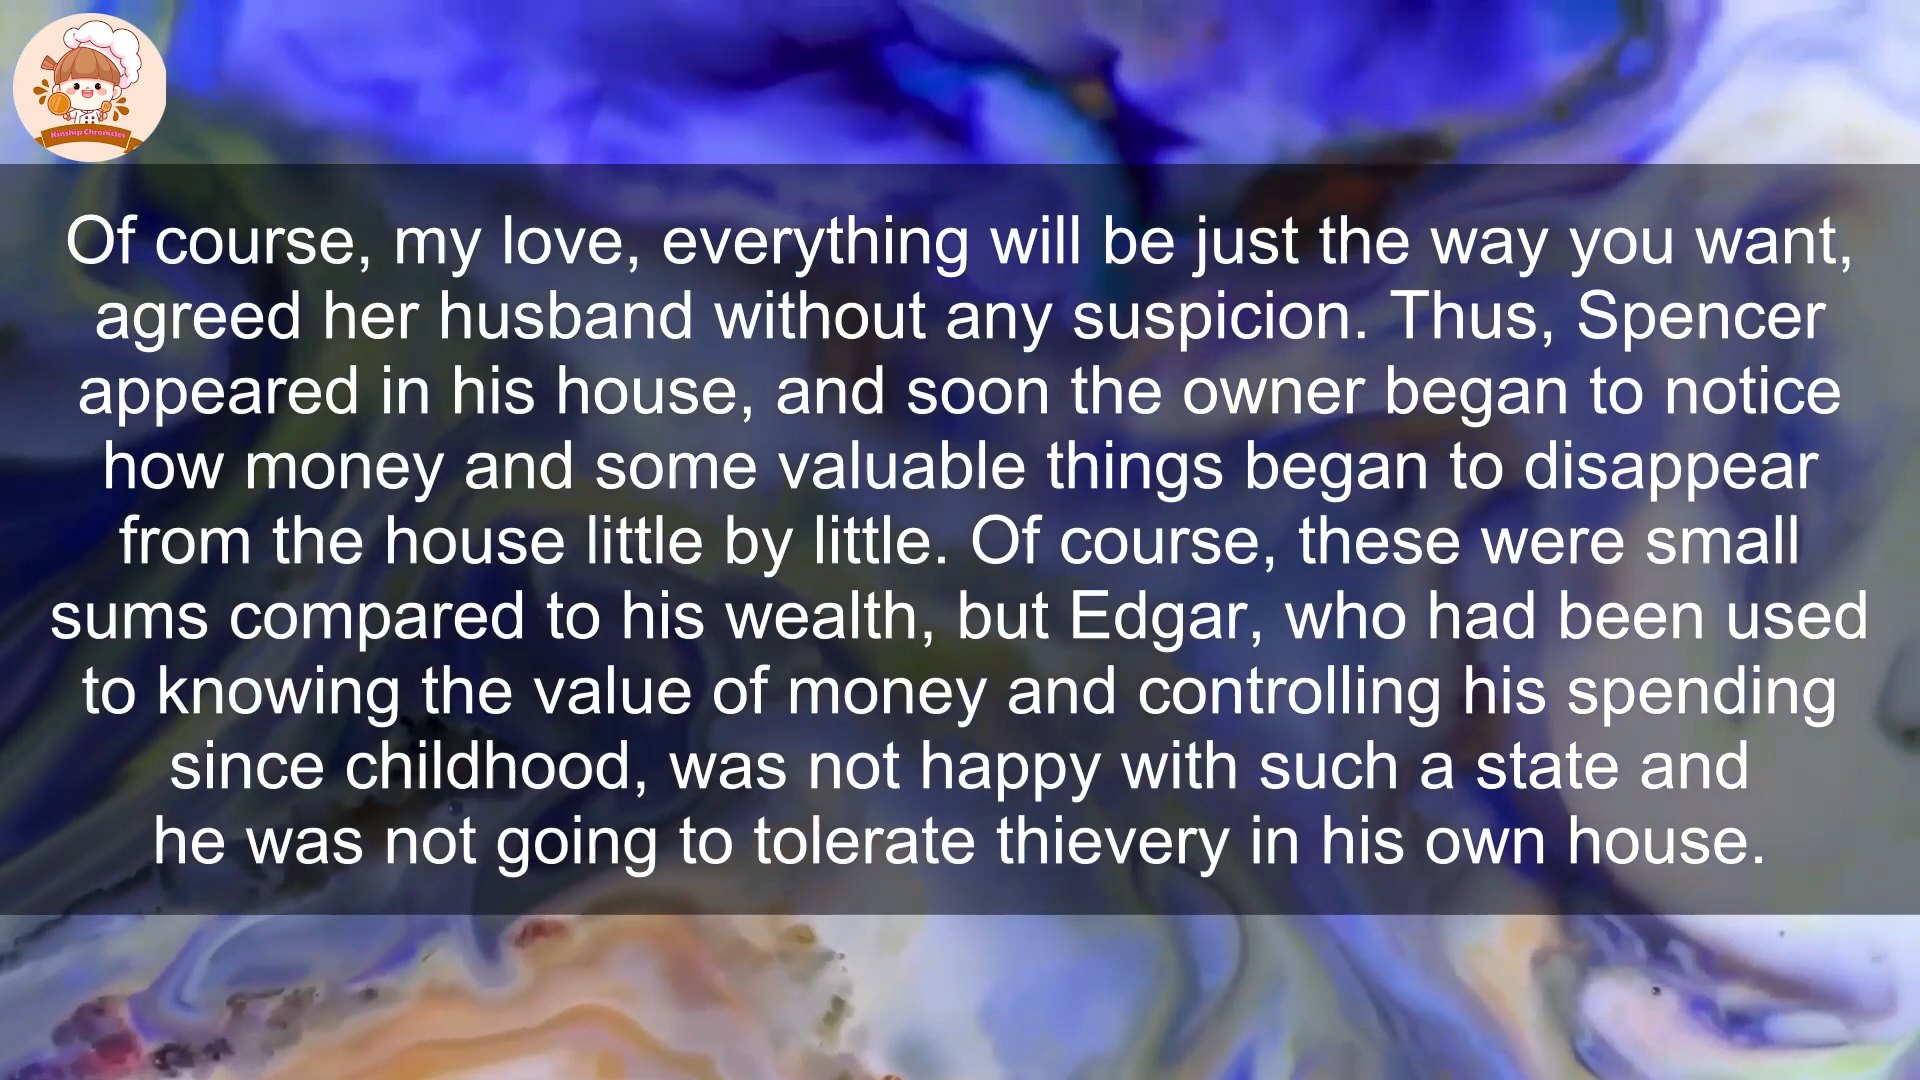 Kinship Chronicles
Of course, my love, everything will be just the way you want,
agreed her husband without any suspicion. Thus, Spencer
appeared in his house, and soon the owner began to notice
how money and some valuable things began to disappear
from the house little by little. Of course, these were small
sums compared to his wealth, but Edgar, who had been used
to knowing the value of money and controlling his spending
since childhood, was not happy with such a state and
he was not going to tolerate thievery in his own house.